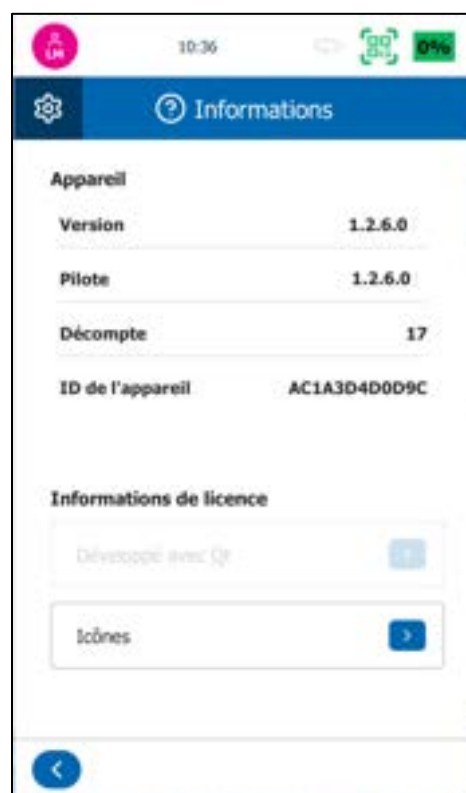 LM
10:36
0%
Informations
Appareil
Version 1.2.6.0
Pilote 1.2.6.0
Décompte 17
ID de l'appareil AC1A3D4D0D9C
Informations de licence
Développé avec Qt
Icônes